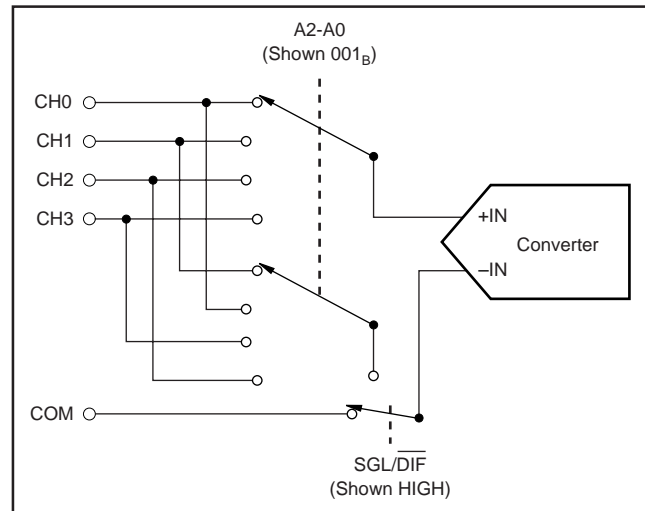 A2-A0
(Shown 001B)
CH0
CH1
CH2
CH3
+IN
Converter
–IN
COM
SGL/DIF
(Shown HIGH)